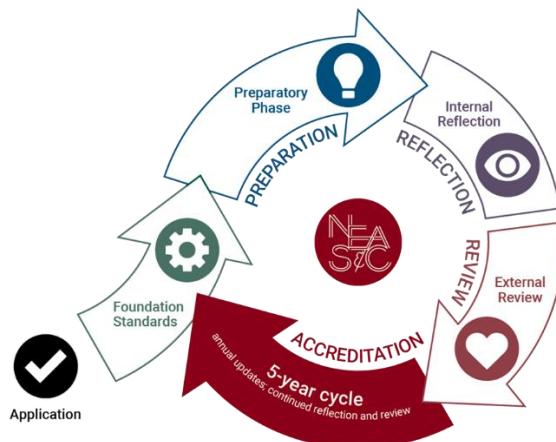 Preparatory
Phase
Internal
Reflection
PREPARATION
REFLECTION
NEA
S&C
REVIEW
External
Review
Foundation
Standards
ACCREDITATION
5-year cycle
annual updates; continued reflection and review
Application